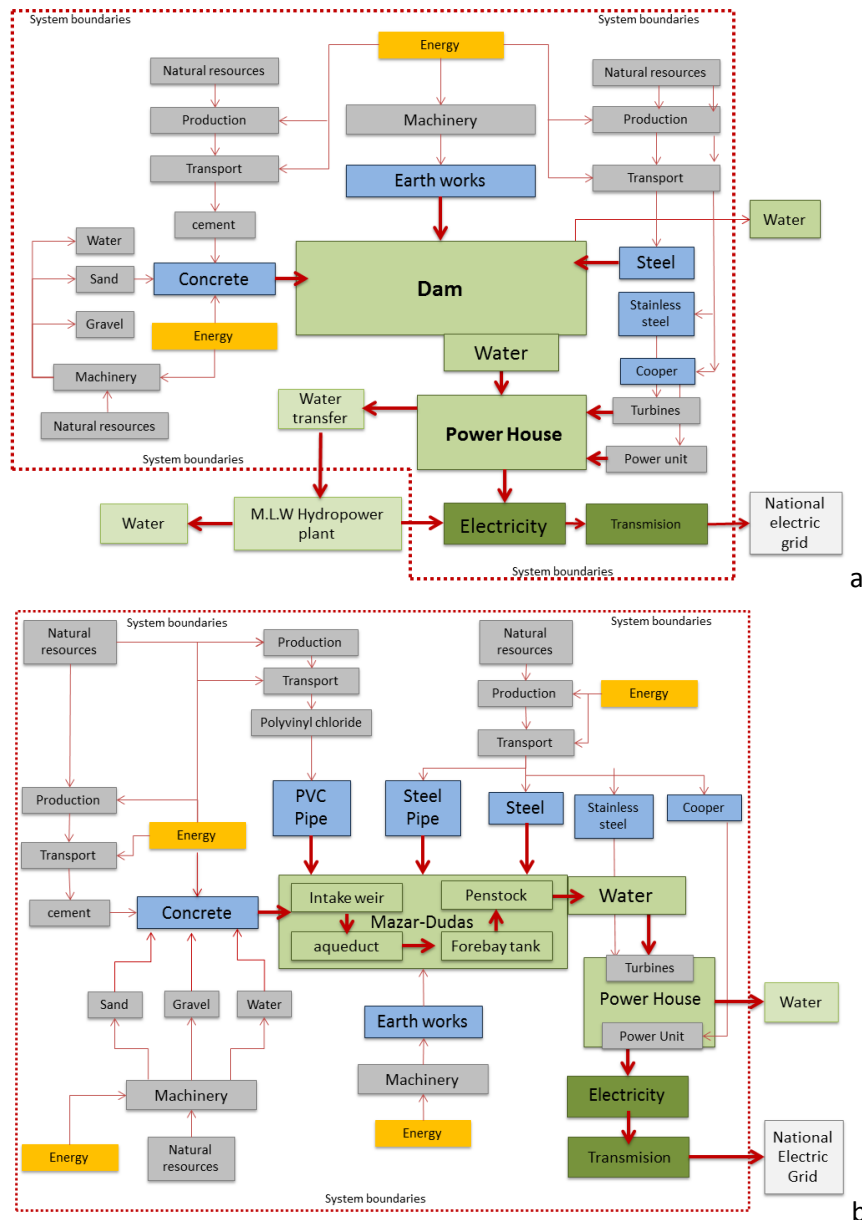 System boundaries
System boundaries
Energy
Natural resources
Natural resources
Production
Machinery
Production
Transport
Earth works
Transport
cement
Water
Water
Sand
Concrete
Dam
Steel
Gravel
Energy
Stainless
steel
Water
Machinery
Cooper
Natural resources
Water
transfer
Power House
Turbines
Power unit
System boundaries
Water
M.L.W Hydropower
plant
Electricity
Transmision
National
electric
grid
System boundaries
a
System boundaries
System boundaries
Natural
resources
Production
Natural
resources
Transport
Production
Energy
Polyvinyl chloride
Transport
Production
PVC
Pipe
Steel
Pipe
Steel
Stainless
steel
Cooper
Energy
Transport
cement
Concrete
Intake weir
Penstock
Water
Mazar-Dudas
aqueduct
Forebay tank
Turbines
Sand
Gravel
Water
Power House
Water
Earth works
Power Unit
Machinery
Machinery
Electricity
Energy
Natural
resources
Energy
Transmision
National
Electric
Grid
System boundaries
b